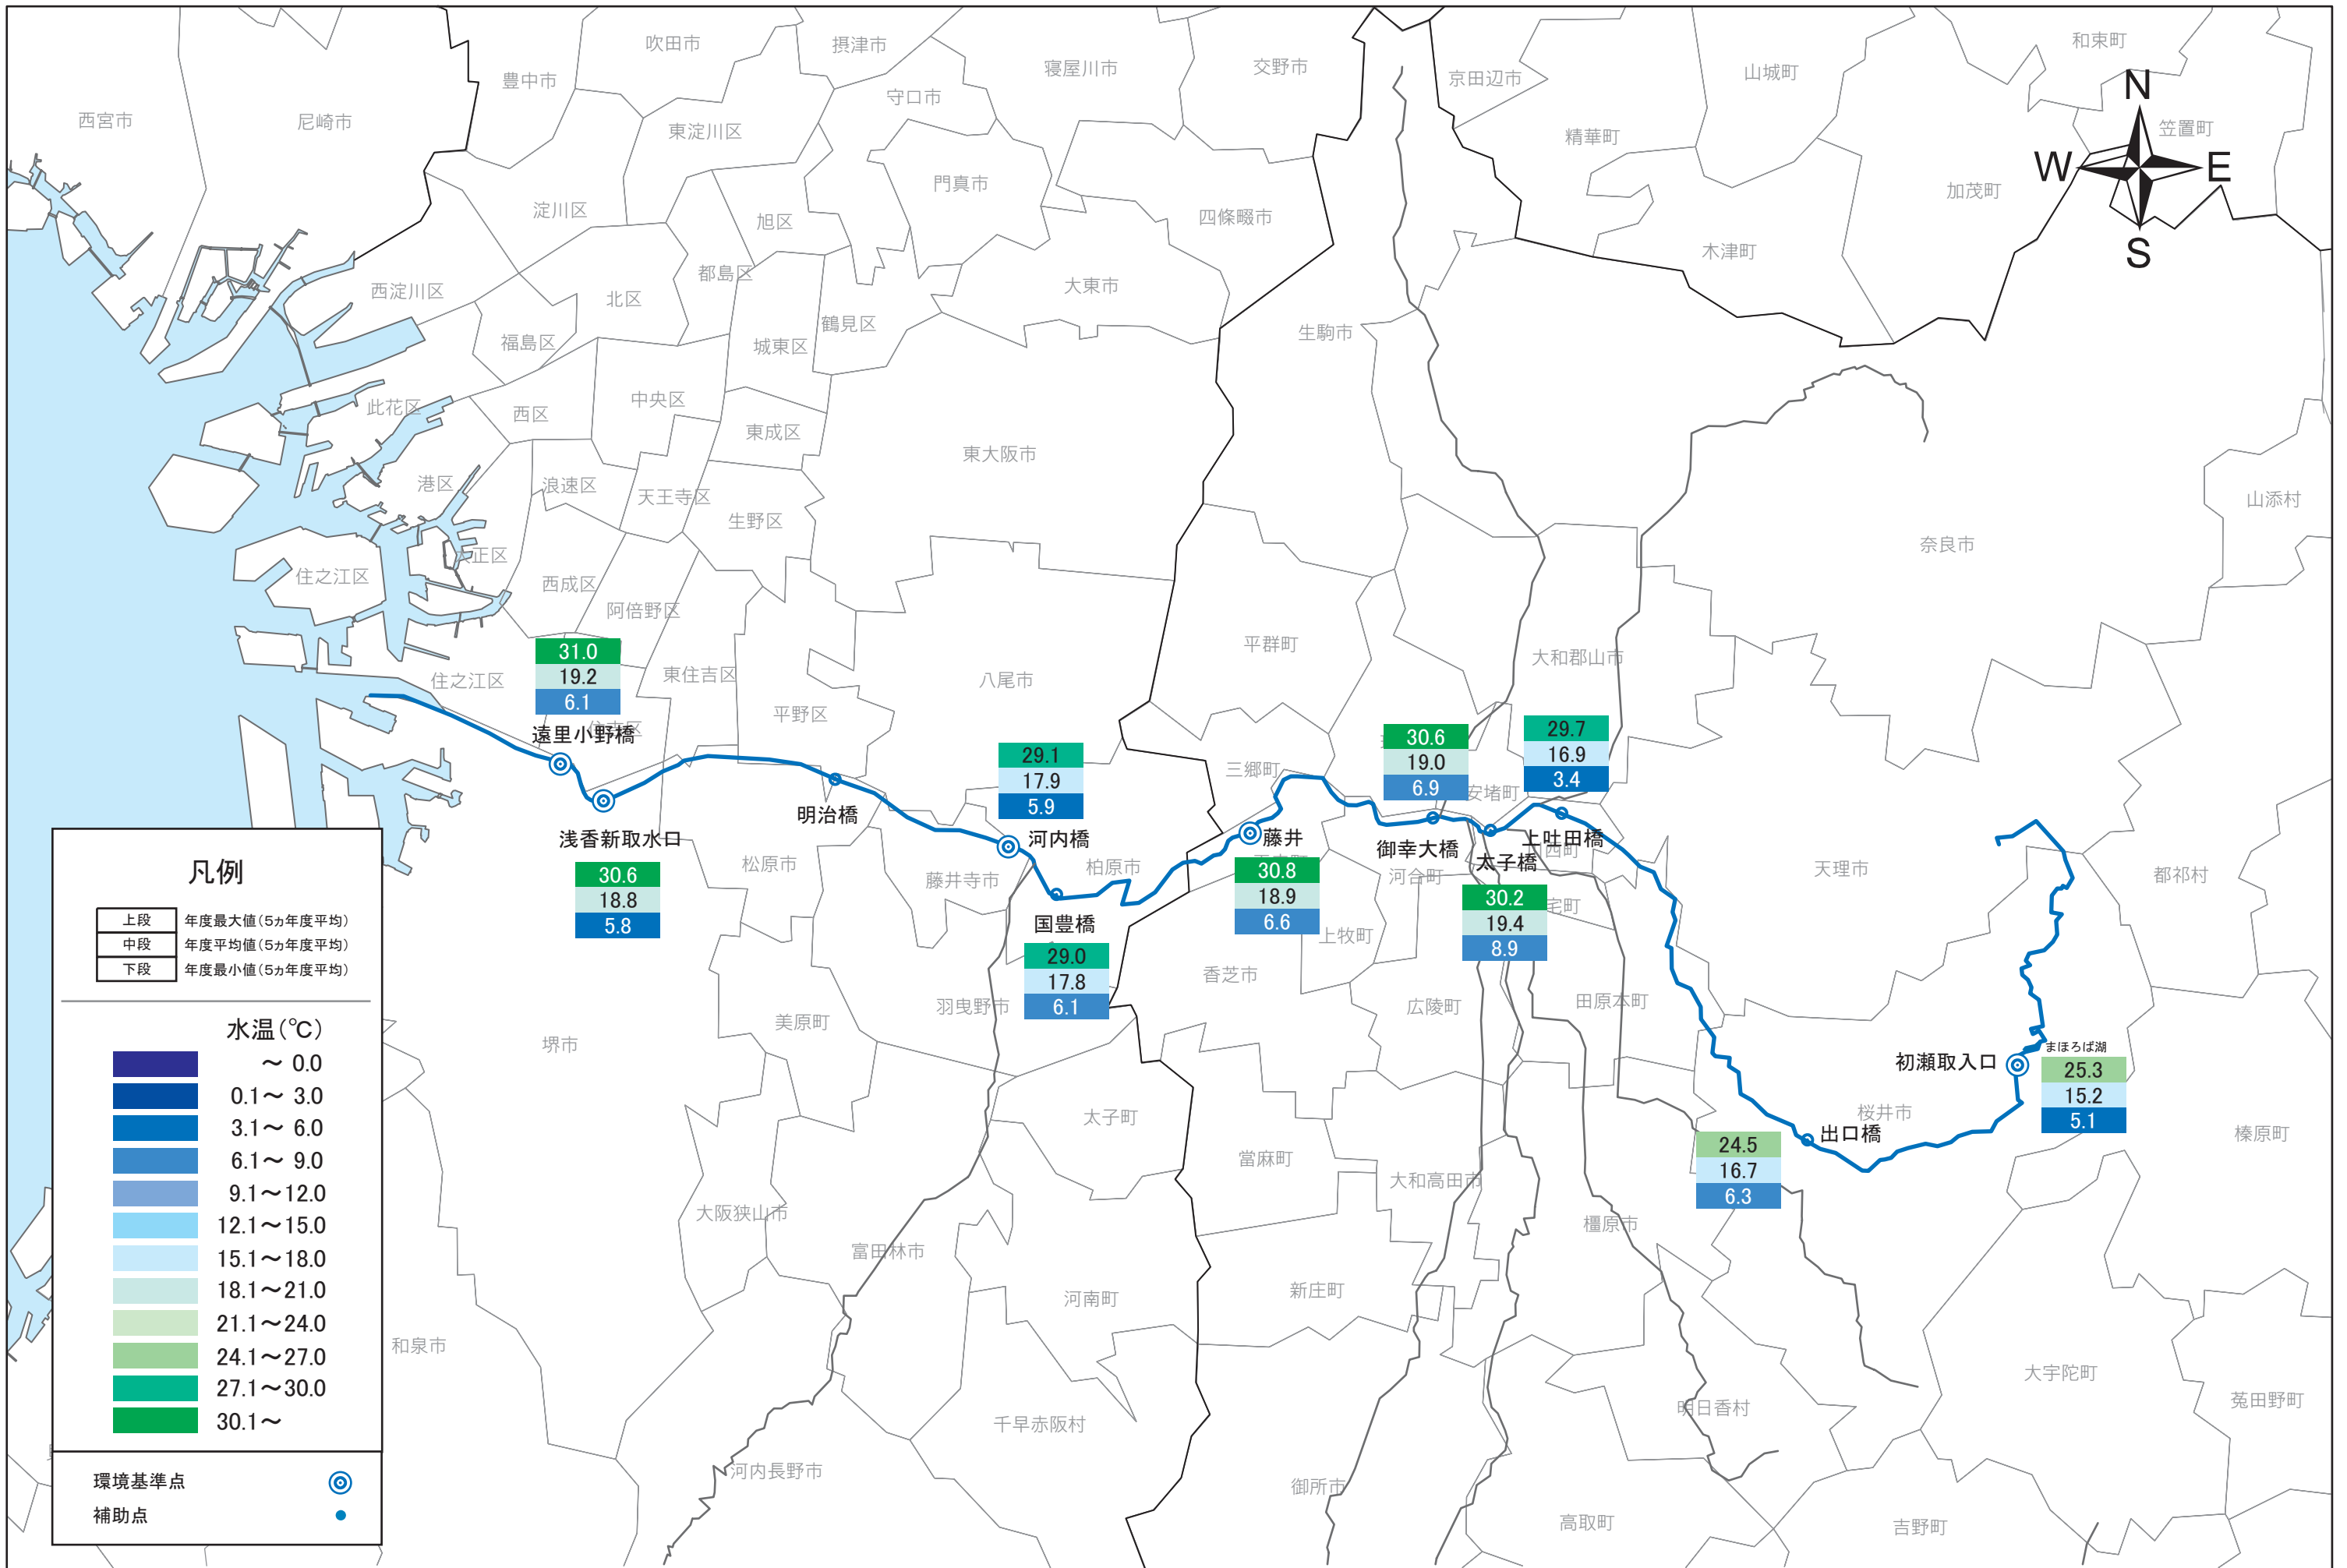 和束町
吹田市
摂津市
寝屋川市
交野市
京田辺市
山城町
豊中市
N
守口市
西宮市
尼崎市
東淀川区
精華町
笠置町
W
E
門真市
加茂町
淀川区
旭区
四條畷市
木津町
S
都島区
大東市
西淀川区
北区
鶴見区
生駒市
福島区
城東区
此花区
西区
中央区
東成区
東大阪市
港区
浪速区
天王寺区
山添村
生野区
奈良市
大正区
住之江区
西成区
阿倍野区
平群町
大和郡山市
31.0
19.2
6.1
住之江区
東住吉区
八尾市
平野区
住吉区
遠里小野橋
29.1
17.9
5.9
30.6
19.0
6.9
29.7
16.9
3.4
三郷町
安堵町
明治橋
浅香新取水口
河内橋
藤井
御幸大橋
太子橋
上吐田橋
川西町
30.6
18.8
5.8
松原市
藤井寺市
柏原市
30.8
18.9
6.6
河合町
天理市
都祁村
30.2
19.4
8.9
宅町
国豊橋
上牧町
29.0
17.8
6.1
香芝市
羽曳野市
広陵町
田原本町
美原町
堺市
まほろば湖
初瀬取入口
25.3
15.2
5.1
太子町
桜井市
出口橋
榛原町
24.5
16.7
6.3
當麻町
大和高田市
大阪狭山市
橿原市
富田林市
新庄町
河南町
和泉市
大宇陀町
菟田野町
明日香村
千早赤阪村
河内長野市
御所市
高取町
吉野町
凡例
上段 年度最大値（5ヵ年度平均）
中段 年度平均値（5ヵ年度平均）
下段 年度最小値（5ヵ年度平均）
水温（℃）
～ 0.0
0.1～ 3.0
3.1～ 6.0
6.1～ 9.0
9.1～12.0
12.1～15.0
15.1～18.0
18.1～21.0
21.1～24.0
24.1～27.0
27.1～30.0
30.1～
環境基準点
補助点